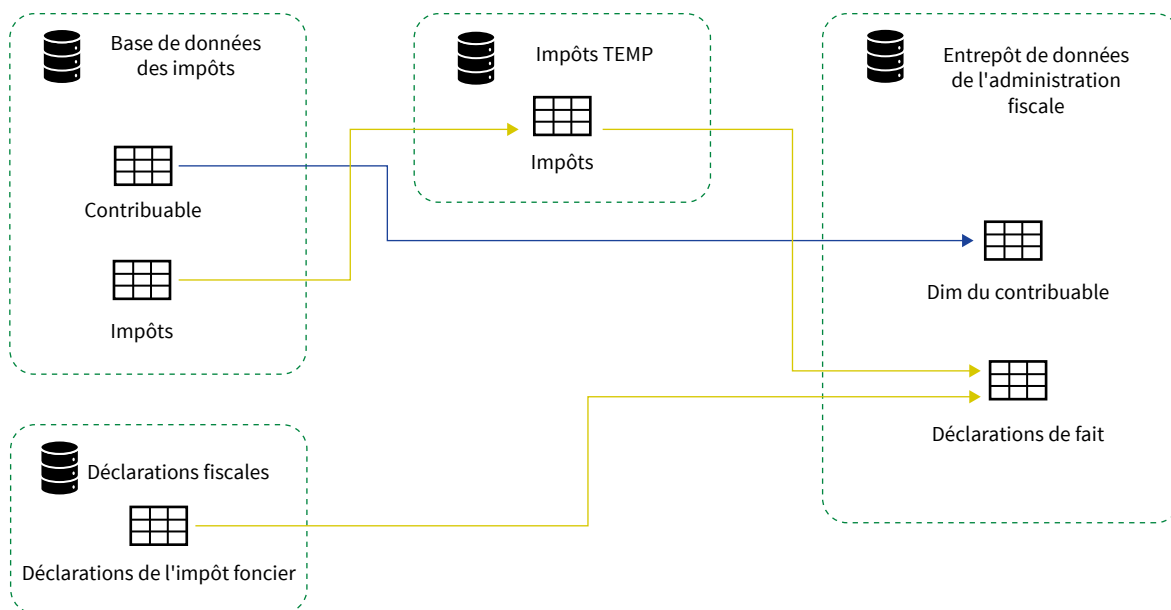 Base de données
des impôts
Contribuable
Impôts
Impôts TEMP
Impôts
Entrepôt de données
de l'administration
fiscale
Dim du contribuable
Déclarations de fait
Déclarations fiscales
Déclarations de l'impôt foncier